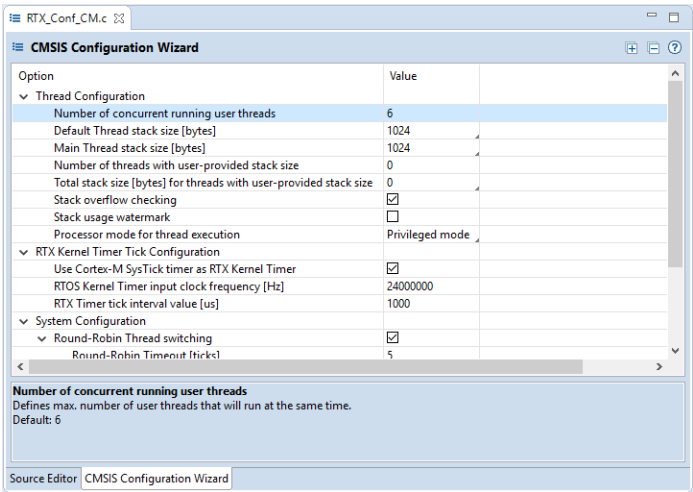 RTX_Conf_CM.c
CMSIS Configuration Wizard
Option Value
Thread Configuration
Number of concurrent running user threads 6
Default Thread stack size [bytes] 1024
Main Thread stack size [bytes] 1024
Number of threads with user-provided stack size 0
Total stack size [bytes] for threads with user-provided stack size 0
Stack overflow checking
Stack usage watermark
Processor mode for thread execution Privileged mode
RTX Kernel Timer Tick Configuration
Use Cortex-M SysTick timer as RTX Kernel Timer
RTOS Kernel Timer input clock frequency [Hz] 24000000
RTX Timer tick interval value [us] 1000
System Configuration
Round-Robin Thread switching
Round-Robin Timeout [ticks] 5
Number of concurrent running user threads
Defines max. number of user threads that will run at the same time.
Default: 6
Source Editor CMSIS Configuration Wizard